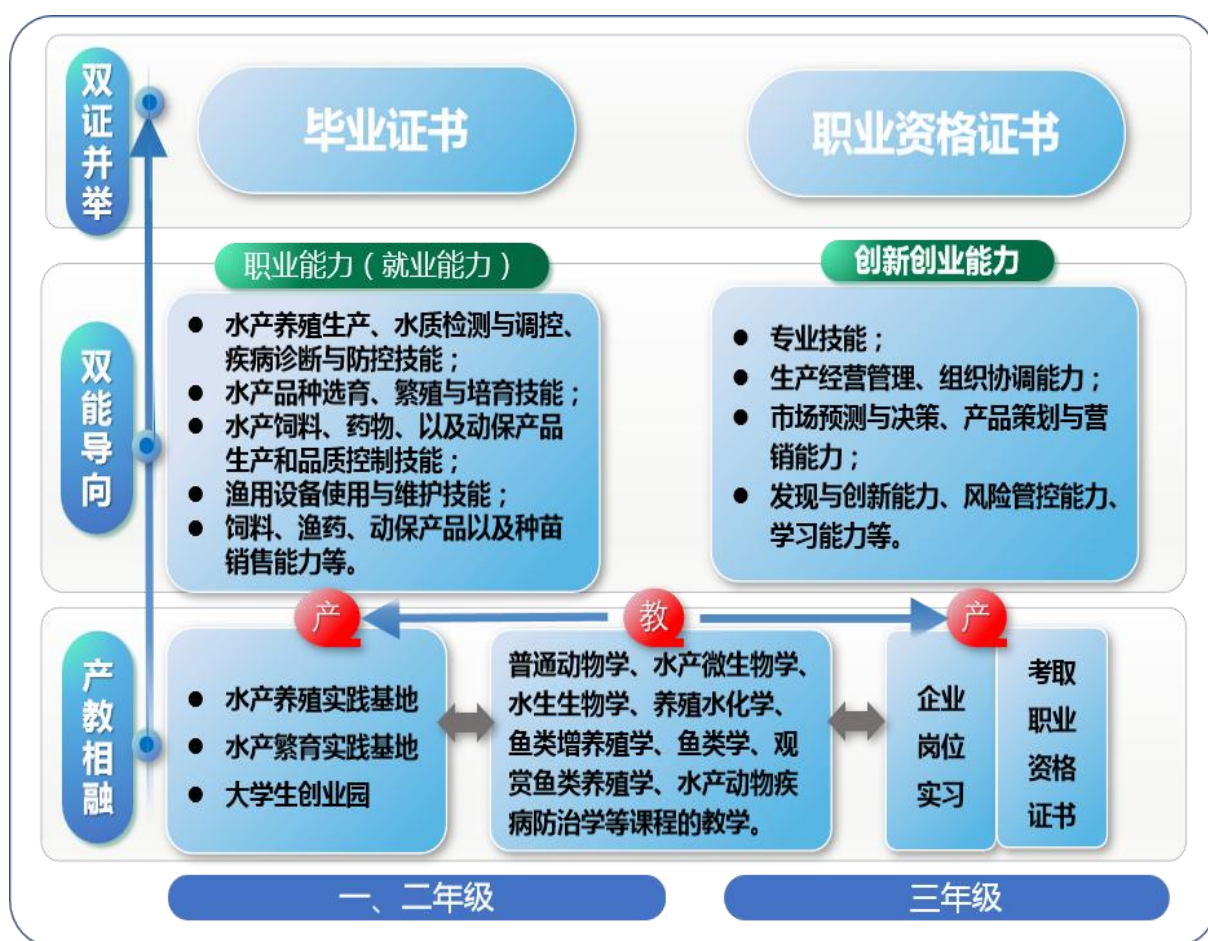 双证并举
毕业证书
职业资格证书
双能导向
职业能力（就业能力）
● 水产养殖生产、水质检测与调控、
疾病诊断与防控技能；
● 水产品种选育、繁殖与培育技能；
● 水产饲料、药物、以及动保产品
生产和品质控制技能；
● 渔用设备使用与维护技能；
● 饲料、渔药、动保产品以及种苗
销售能力等。
创新创业能力
● 专业技能；
● 生产经营管理、组织协调能力；
● 市场预测与决策、产品策划与营
销能力；
● 发现与创新能力、风险管控能力、
学习能力等。
产教相融
产
教
产
● 水产养殖实践基地
● 水产繁育实践基地
● 大学生创业园
普通动物学、水产微生物学、
水生生物学、养殖水化学、
鱼类增养殖学、鱼类学、观
赏鱼类养殖学、水产动物疾
病防治学等课程的教学。
企业
岗位
实习
考取
职业
资格
证书
一、二年级
三年级